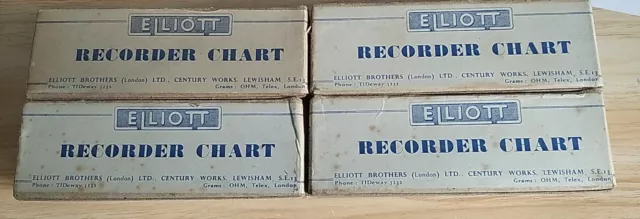 ELLIOTT
RECORDER CHART
ELLIOTT BROTHERS (London) LTD., CENTURY WORKS, LEWISHAM, S.E.13
Phone: TIDeway 3232 Grams: OHM, Telex, London
ELLIOTT
RECORDER CHART
ELLIOTT BROTHERS (London) LTD., CENTURY WORKS, LEWISHAM, S.E.13
Phone: TIDeway 3232 Grams: OHM, Telex, London
ELLIOTT
RECORDER CHART
ELLIOTT BROTHERS (London) LTD., CENTURY WORKS, LEWISHAM, S.E.13
Phone: TIDeway 3232 Grams: OHM, Telex, London
ELLIOTT
RECORDER CHART
ELLIOTT BROTHERS (London) LTD., CENTURY WORKS, LEWISHAM, S.E.13,
Phone: TIDeway 3232 Grams: OHM, Telex, London